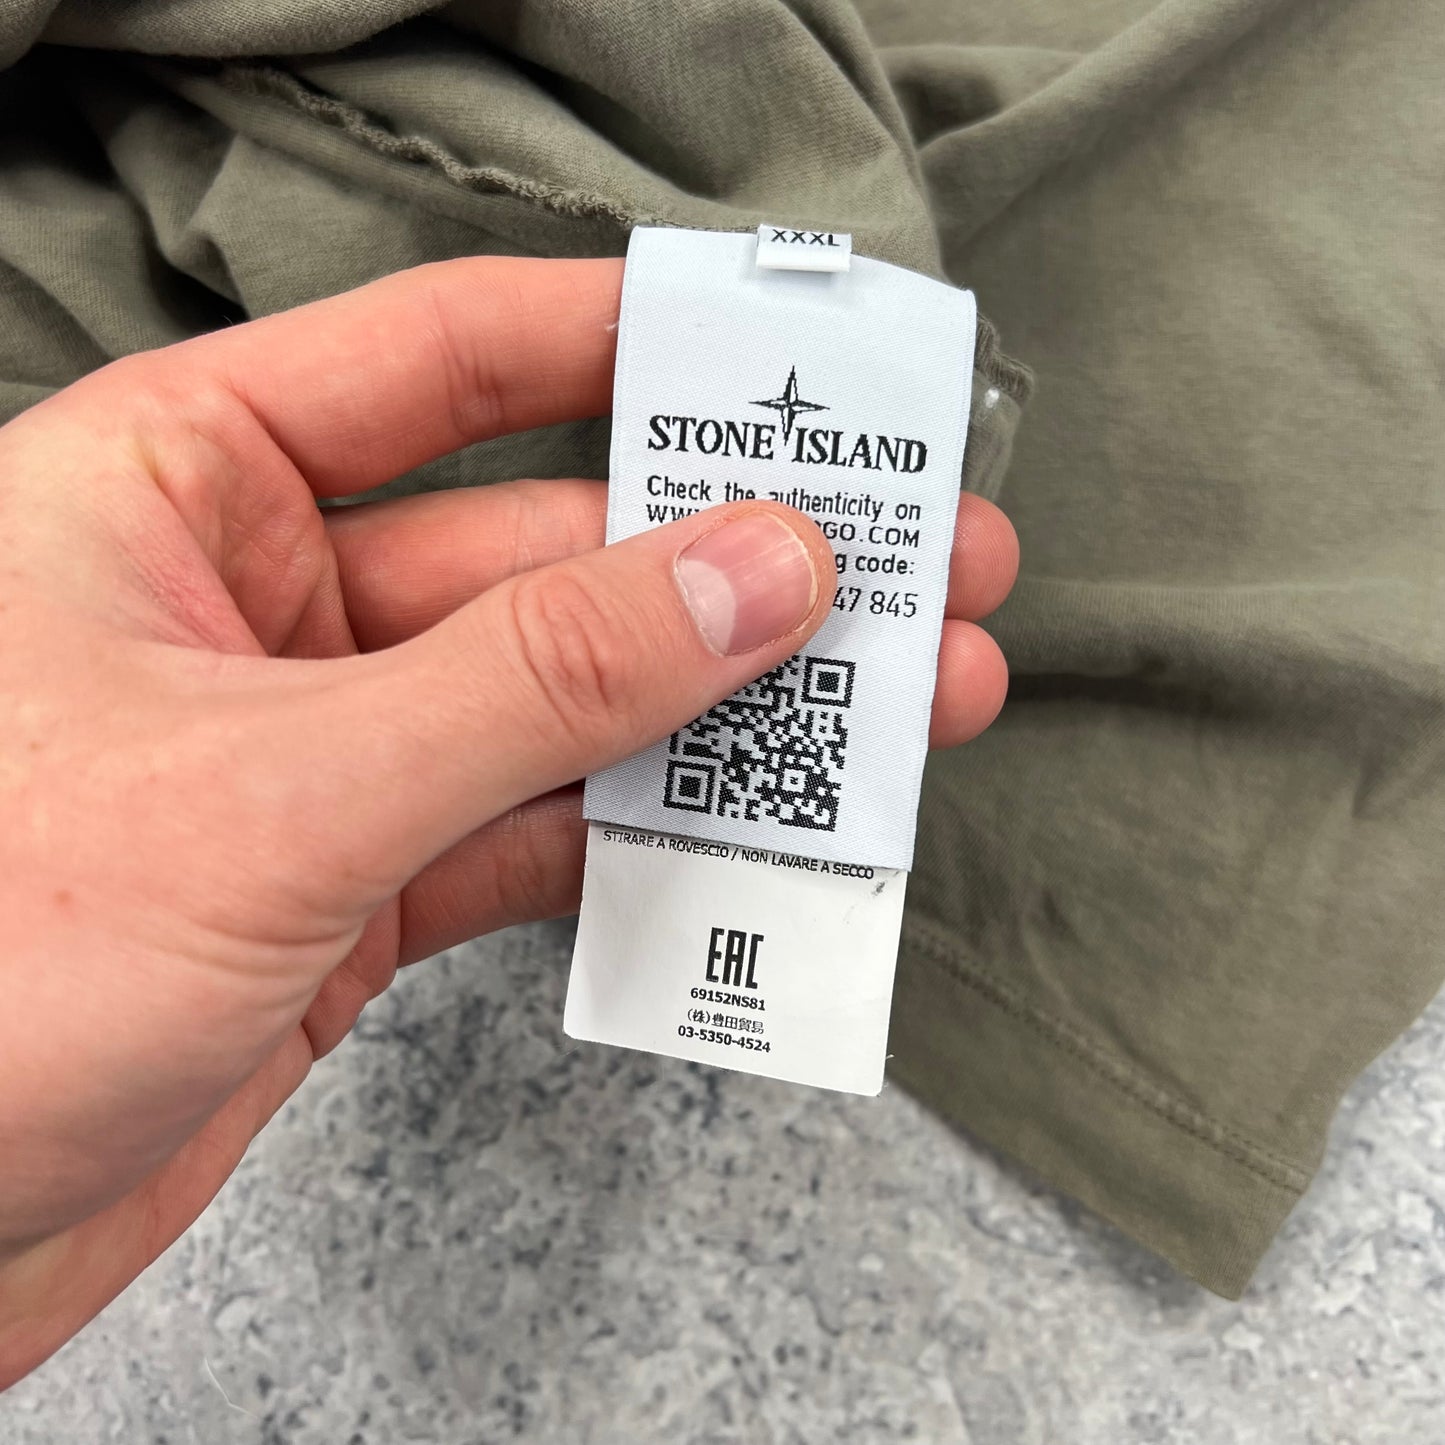 XXXL
STONE ISLAND
Check the authenticity on
GO.COM
code:
47 845
STIRARE A ROVESCIO / NON LAVARE A SECCO
EAC
69152NS81
(株)豊田貿易
03-5350-4524